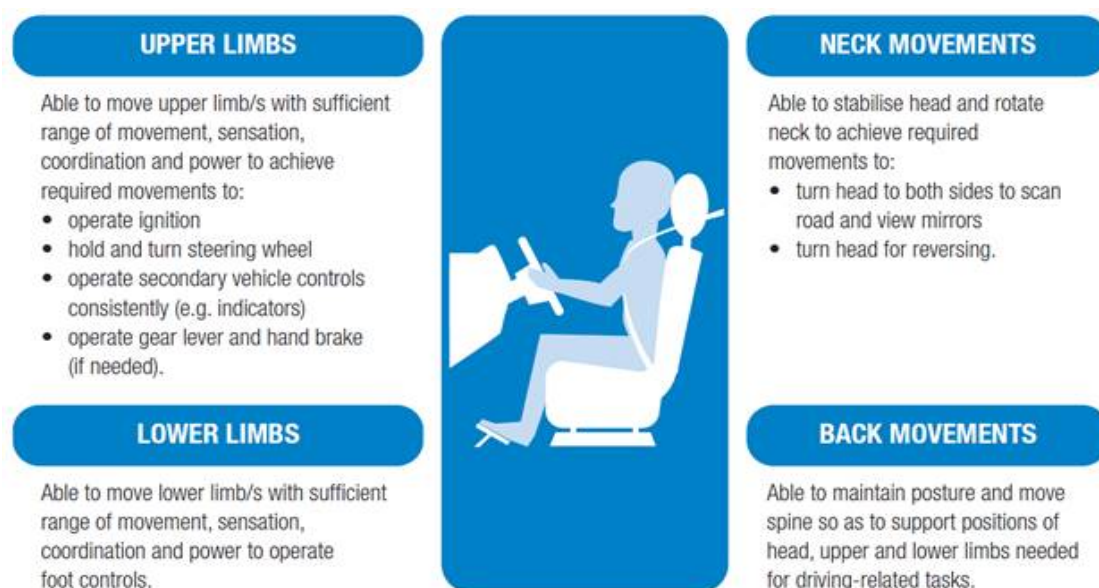 UPPER LIMBS
Able to move upper limb/s with sufficient
range of movement, sensation,
coordination and power to achieve
required movements to:
• operate ignition
• hold and turn steering wheel
• operate secondary vehicle controls
consistently (e.g. indicators)
• operate gear lever and hand brake
(if needed).
LOWER LIMBS
Able to move lower limb/s with sufficient
range of movement, sensation,
coordination and power to operate
foot controls.
NECK MOVEMENTS
Able to stabilise head and rotate
neck to achieve required
movements to:
• turn head to both sides to scan
road and view mirrors
• turn head for reversing.
BACK MOVEMENTS
Able to maintain posture and move
spine so as to support positions of
head, upper and lower limbs needed
for driving-related tasks.